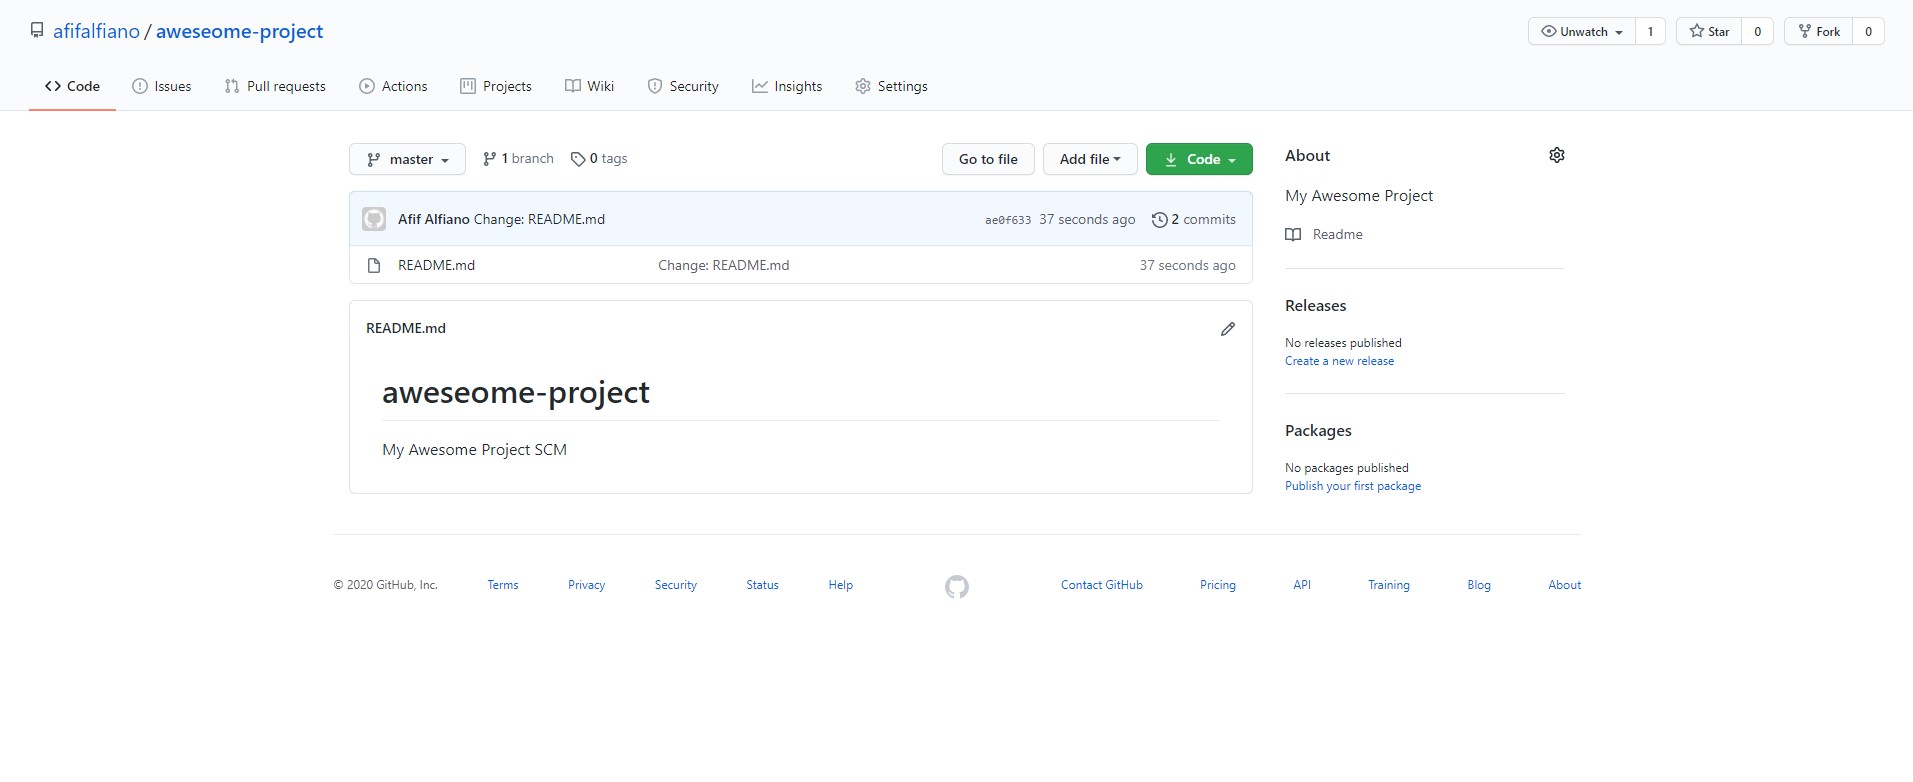 afifalfiano / aweseome-project
Unwatch 1 Star 0 Fork 0
Code Issues Pull requests Actions Projects Wiki Security Insights Settings
master 1 branch 0 tags Go to file Add file Code
Afif Alfiano Change: README.md ae0f633 37 seconds ago 2 commits
README.md Change: README.md 37 seconds ago
README.md
aweseome-project
My Awesome Project SCM
About
My Awesome Project
Readme
Releases
No releases published
Create a new release
Packages
No packages published
Publish your first package
© 2020 GitHub, Inc. Terms Privacy Security Status Help Contact GitHub Pricing API Training Blog About